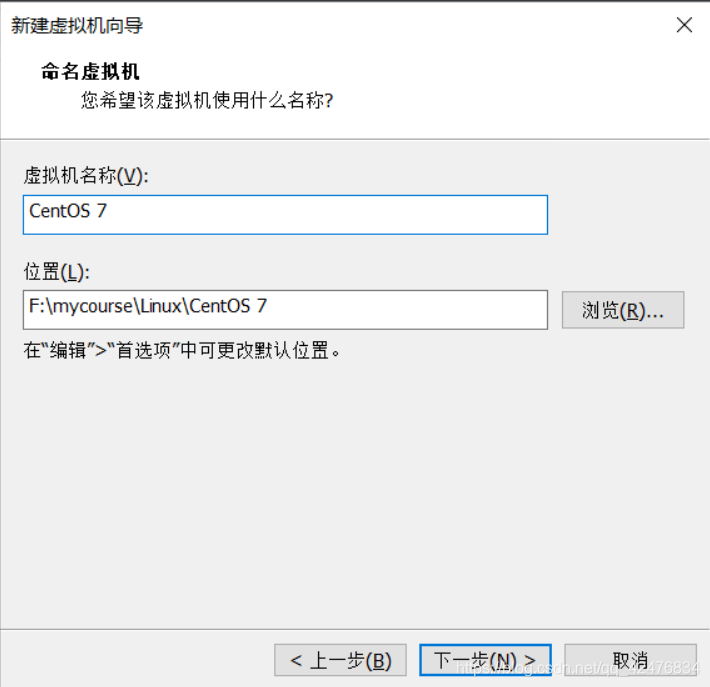 新建虚拟机向导
命名虚拟机
您希望该虚拟机使用什么名称?
虚拟机名称(V):
CentOS 7
位置(L):
F:\mycourse\Linux\CentOS 7
浏览(R)...
在“编辑”>“首选项”中可更改默认位置。
< 上一步(B)
下一步(N) >
取消
https://blog.csdn.net/qq_42476834